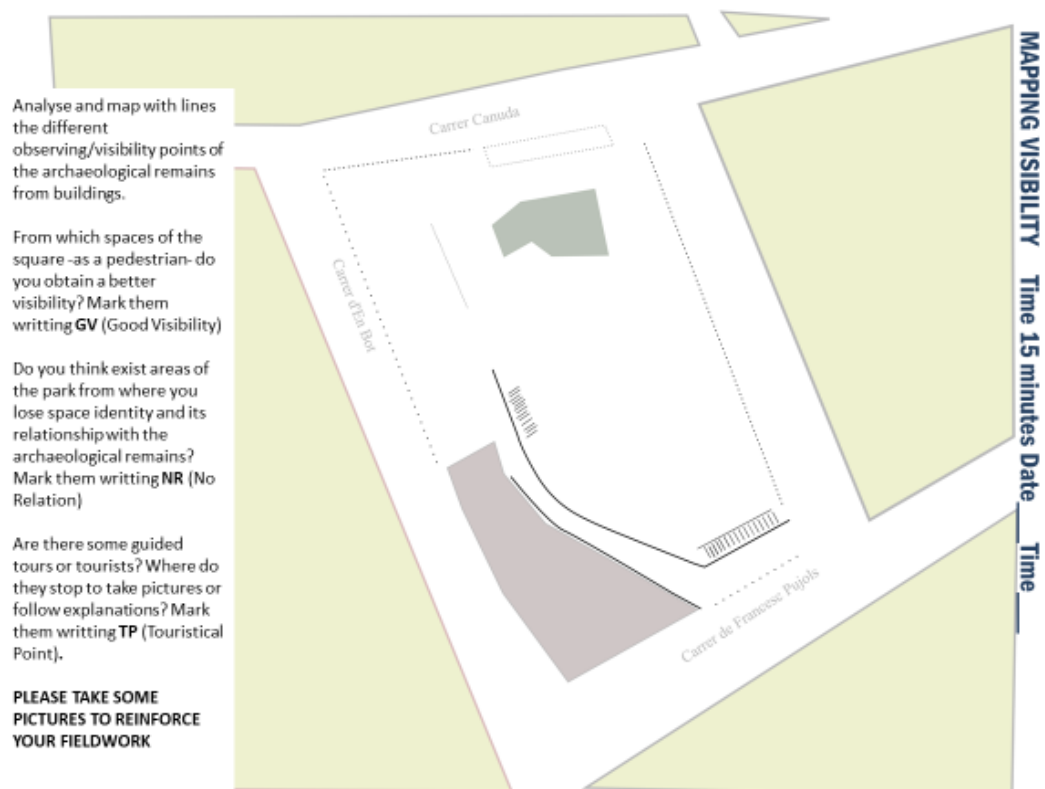 Analyse and map with lines
the different
observing/visibility points of
the archaeological remains
from buildings.
From which spaces of the
square -as a pedestrian- do
you obtain a better
visibility? Mark them
writting GV (Good Visibility)
Do you think exist areas of
the park from where you
lose space identity and its
relationship with the
archaeological remains?
Mark them writting NR (No
Relation)
Are there some guided
tours or tourists? Where do
they stop to take pictures or
follow explanations? Mark
them writting TP (Touristical
Point).
PLEASE TAKE SOME
PICTURES TO REINFORCE
YOUR FIELDWORK
Carrer Canuda
Carrer d'En Bot
Carrer de Francesc Pujols
MAPPING VISIBILITY Time 15 minutes Date____Time____